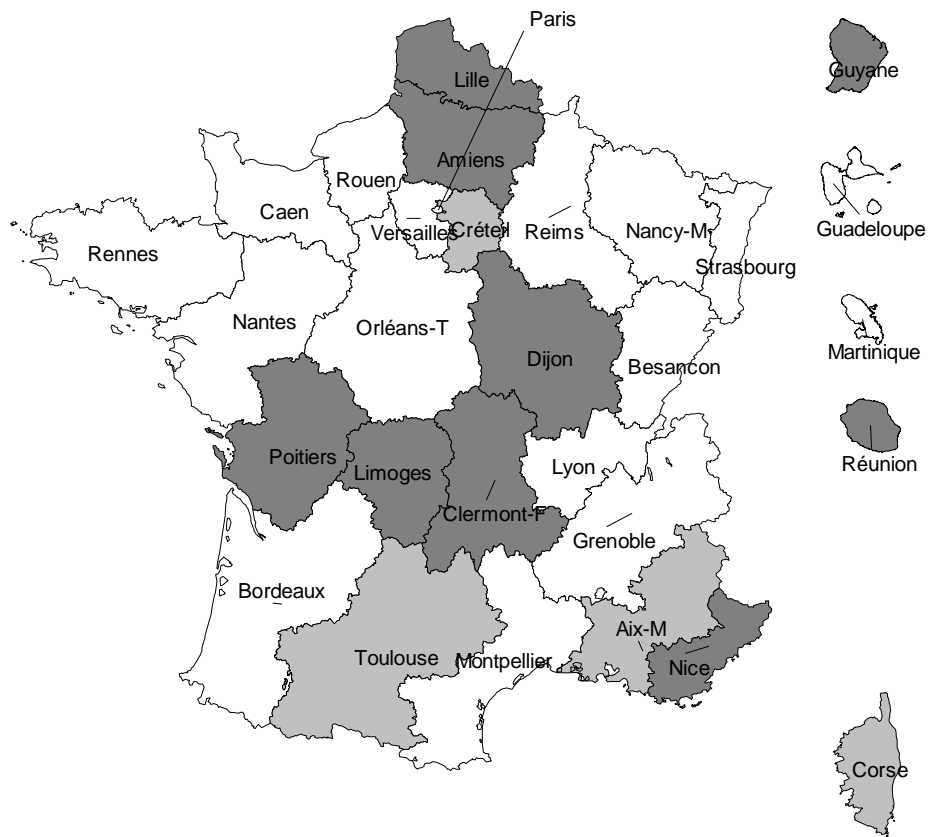 Paris
Lille
Guyane
Amiens
Rouen
Caen
Versailles
Créteil
Reims
Nancy-M
Guadeloupe
Rennes
Strasbourg
Nantes
Orléans-T
Dijon
Besancon
Martinique
Poitiers
Limoges
Lyon
Réunion
Clermont-F
Grenoble
Bordeaux
Aix-M
Toulouse
Montpellier
Nice
Corse